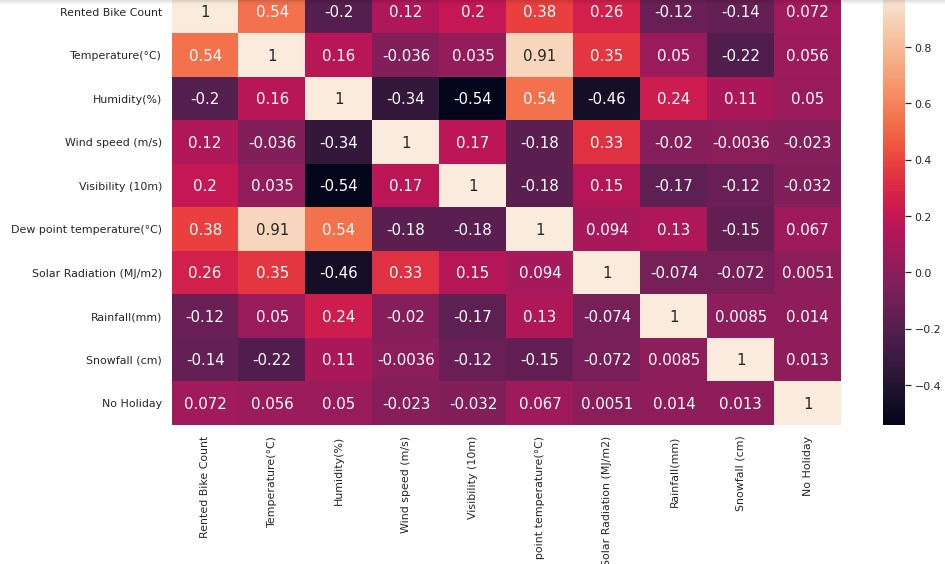 Rented Bike Count 1 0.54 -0.2 0.12 0.2 0.38 0.26 -0.12 -0.14 0.072
Temperature(°C) 0.54 1 0.16 -0.036 0.035 0.91 0.35 0.05 -0.22 0.056
Humidity(%) -0.2 0.16 1 -0.34 -0.54 0.54 -0.46 0.24 0.11 0.05
Wind speed (m/s) 0.12 -0.036 -0.34 1 0.17 -0.18 0.33 -0.02 -0.0036 -0.023
Visibility (10m) 0.2 0.035 -0.54 0.17 1 -0.18 0.15 -0.17 -0.12 -0.032
Dew point temperature(°C) 0.38 0.91 0.54 -0.18 -0.18 1 0.094 0.13 -0.15 0.067
Solar Radiation (MJ/m2) 0.26 0.35 -0.46 0.33 0.15 0.094 1 -0.074 -0.072 0.0051
Rainfall(mm) -0.12 0.05 0.24 -0.02 -0.17 0.13 -0.074 1 0.0085 0.014
Snowfall (cm) -0.14 -0.22 0.11 -0.0036 -0.12 -0.15 -0.072 0.0085 1 0.013
No Holiday 0.072 0.056 0.05 -0.023 -0.032 0.067 0.0051 0.014 0.013 1
Rented Bike Count
Temperature(°C)
Humidity(%)
Wind speed (m/s)
Visibility (10m)
point temperature(°C)
Solar Radiation (MJ/m2)
Rainfall(mm)
Snowfall (cm)
No Holiday
0.8
0.6
0.4
0.2
0.0
−0.2
−0.4